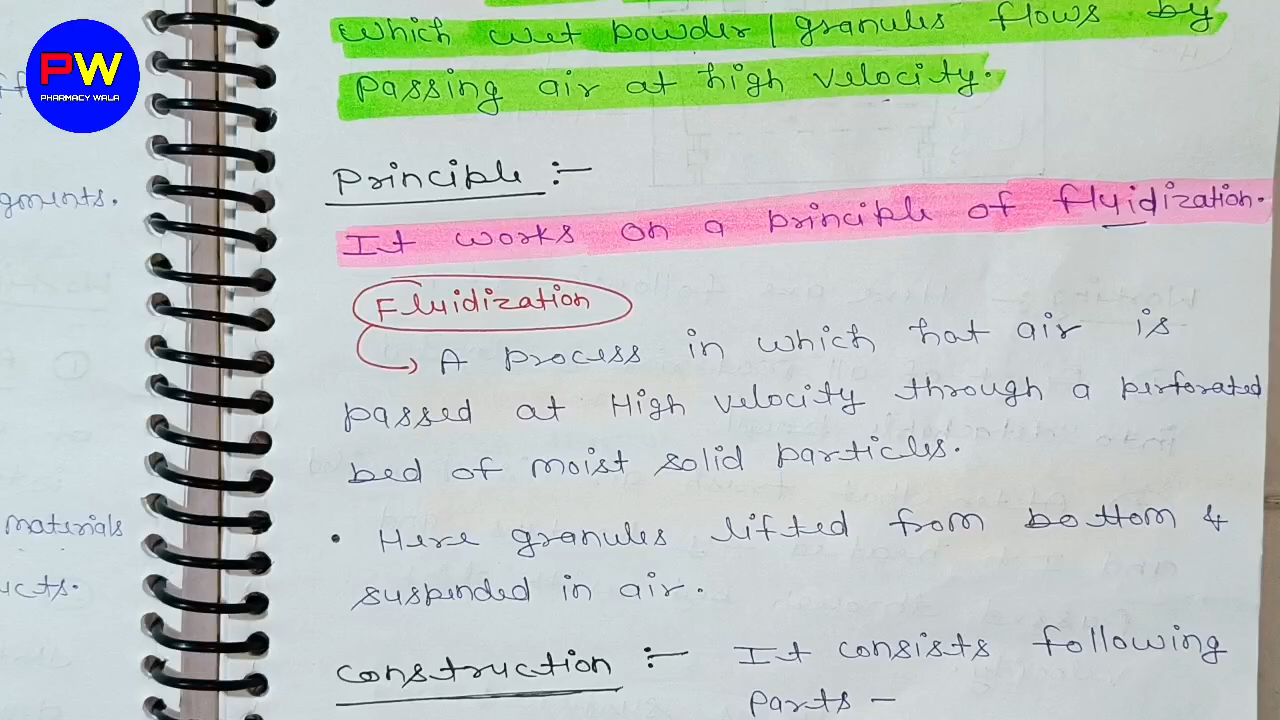 PW
PHARMACY WALA
which wet powder / granules flows by
passing air at high velocity.
gments.
Principle :-
It works on a principle of fluidization.
Fluidization
A process in which hot air is
passed at High velocity through a perforated
bed of moist solid particles.
• Here granules lifted from bottom &
suspended in air.
materials
ucts.
Construction :- It consists following
parts -